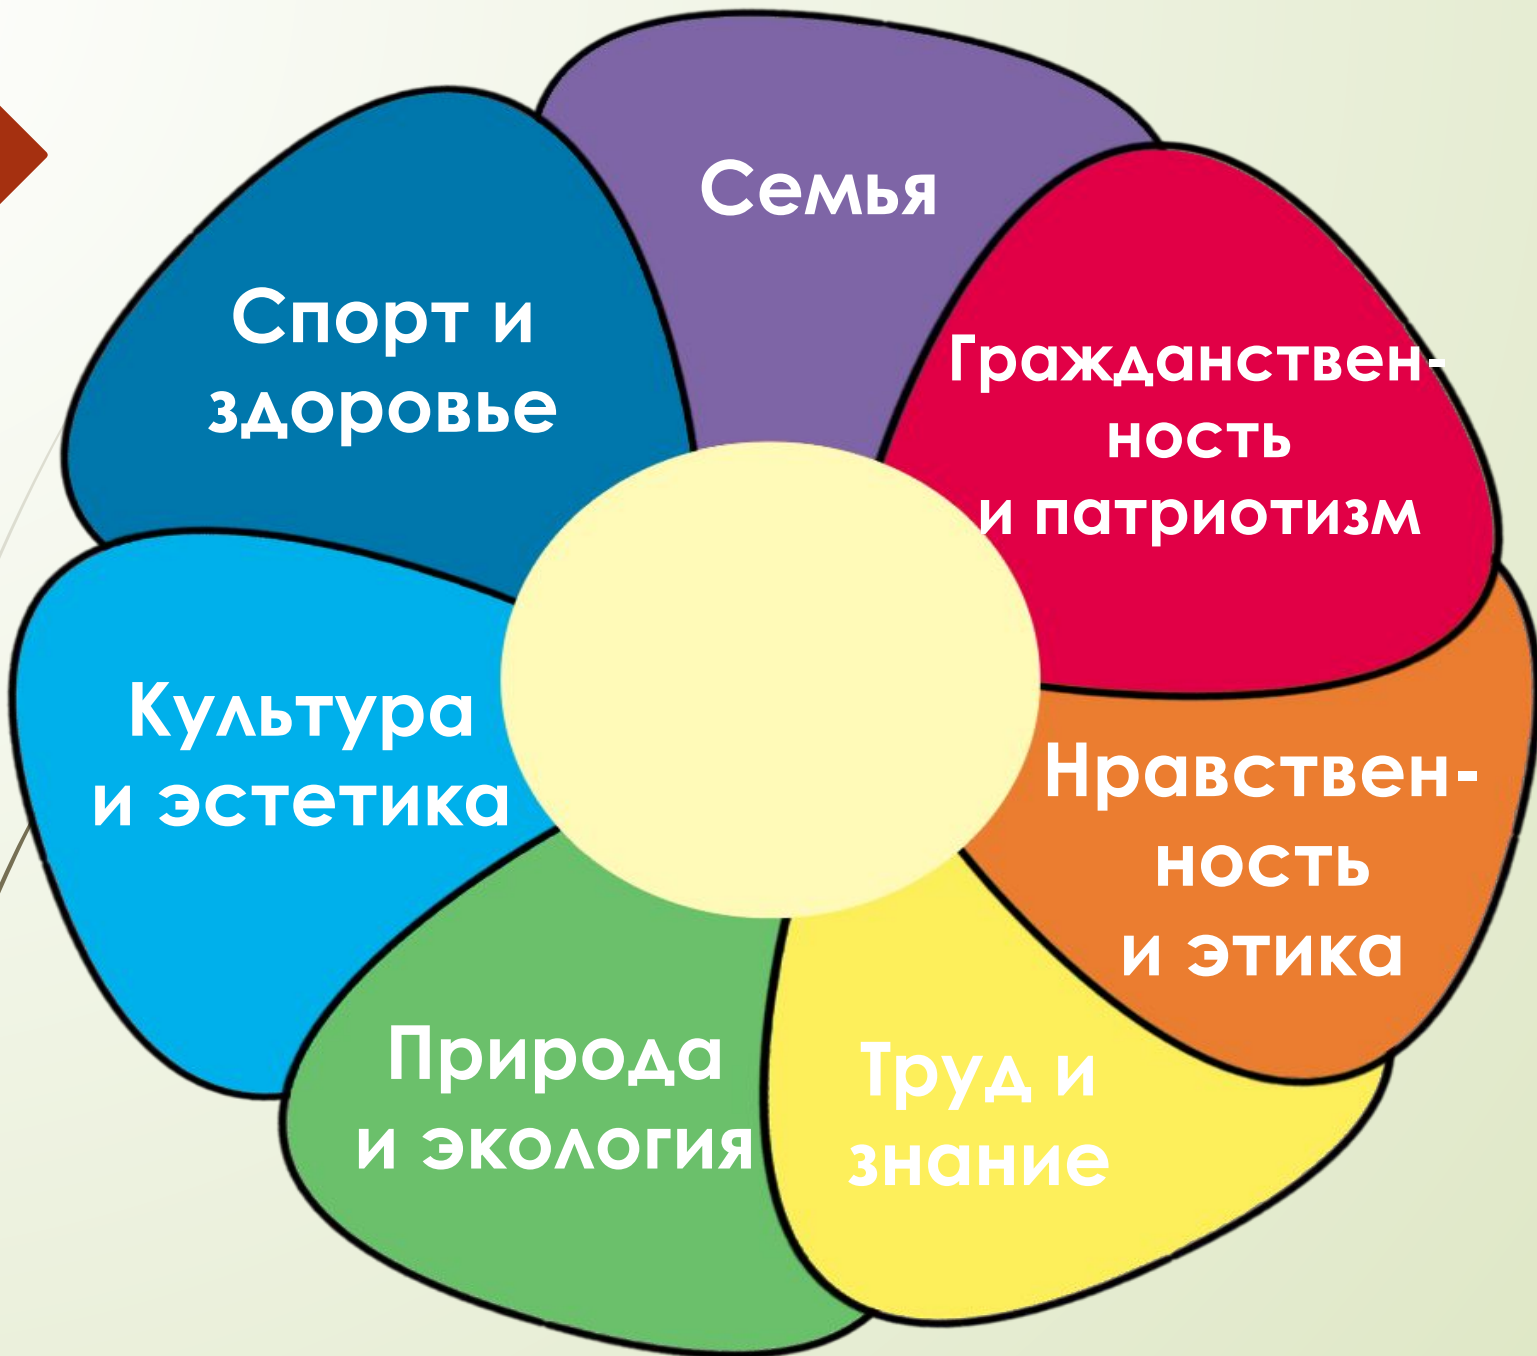 Семья
Гражданствен-
ность
и патриотизм
Нравствен-
ность
и этика
Труд и
знание
Природа
и экология
Культура
и эстетика
Спорт и
здоровье